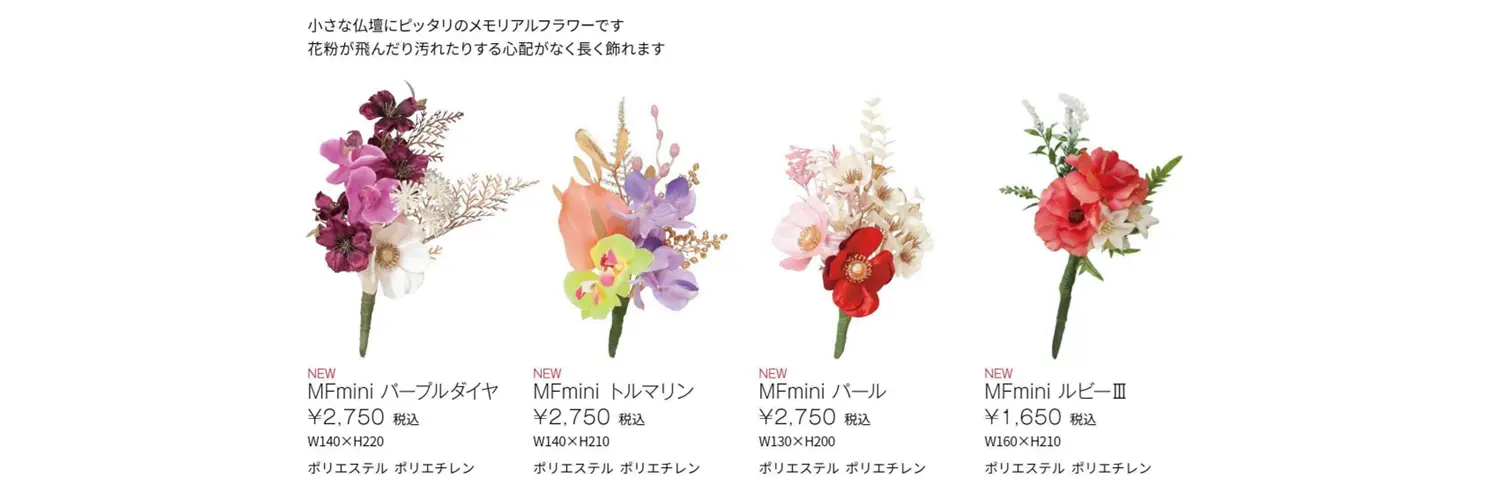 小さな仏壇にピッタリのメモリアルフラワーです
花粉が飛んだり汚れたりする心配がなく長く飾れます
NEW
MFmini パープルダイヤ
¥2,750 税込
W140×H220
ポリエステル ポリエチレン
NEW
MFmini トルマリン
¥2,750 税込
W140×H210
ポリエステル ポリエチレン
NEW
MFmini パール
¥2,750 税込
W130×H200
ポリエステル ポリエチレン
NEW
MFmini ルビーⅢ
¥1,650 税込
W160×H210
ポリエステル ポリエチレン